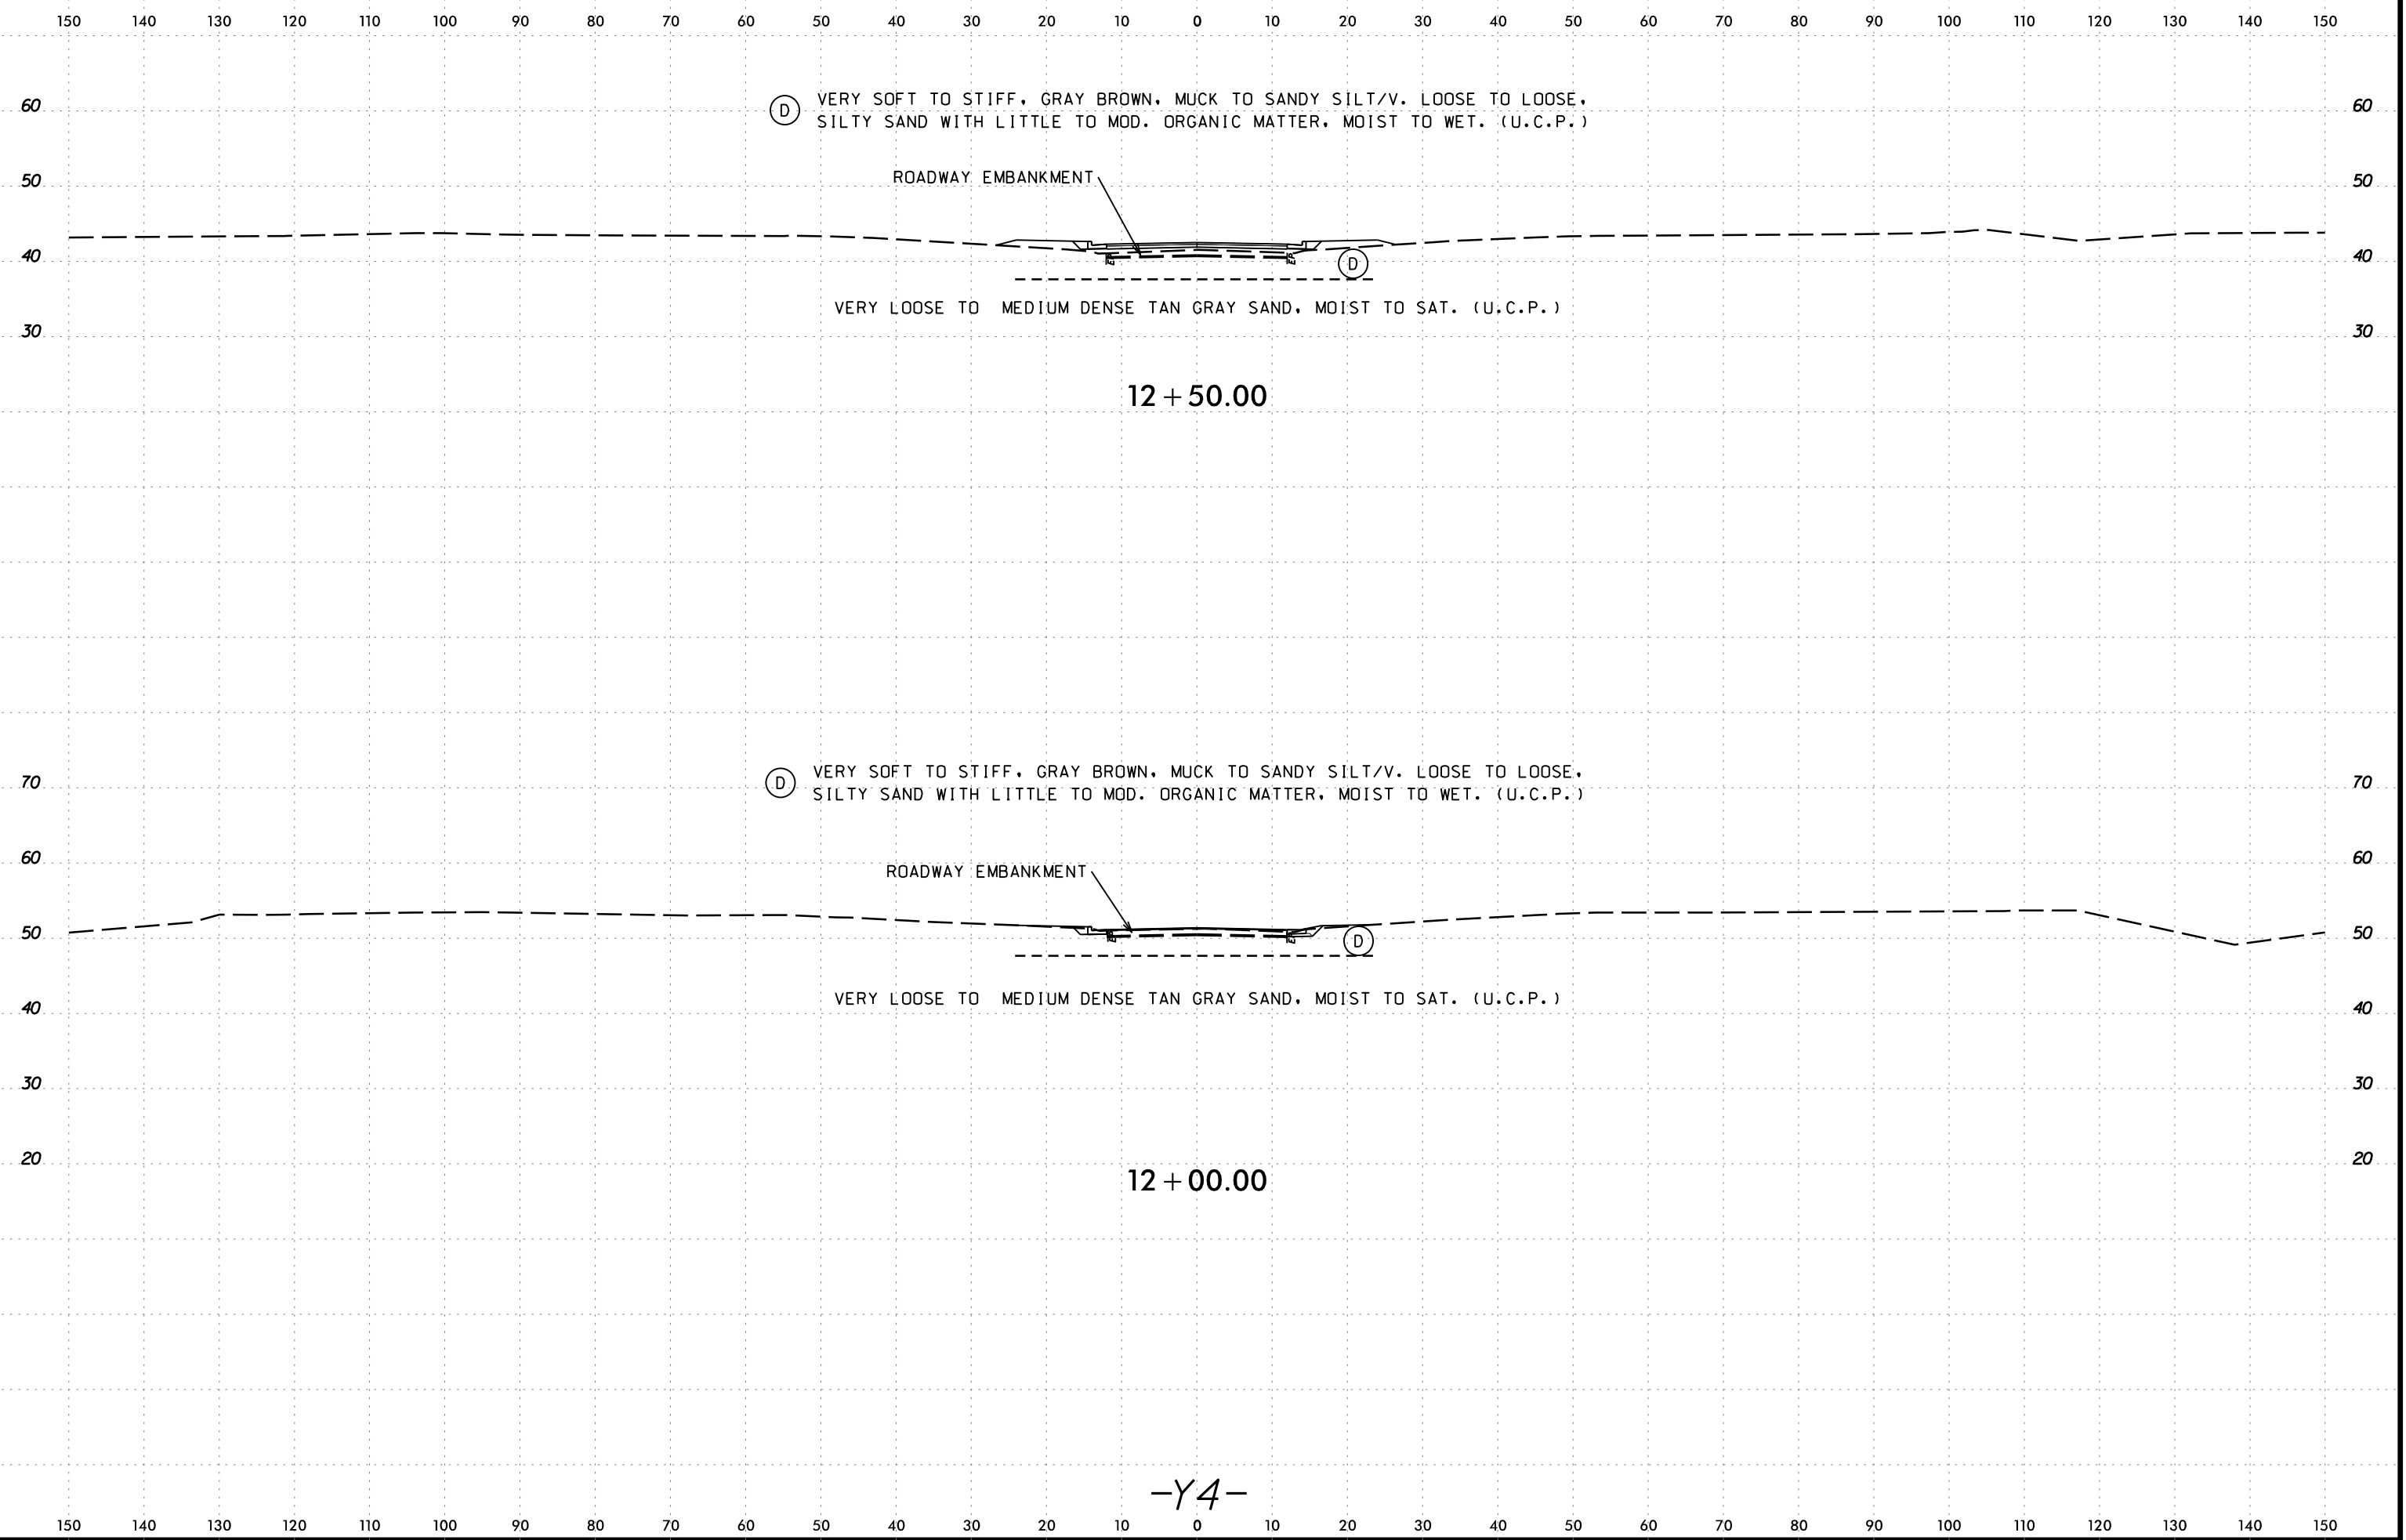 150 140 130 120 110 100 90 80 70 60 50 40 30 20 10 0 10 20 30 40 50 60 70 80 90 100 110 120 130 140 150
60 60
D VERY SOFT TO STIFF, GRAY BROWN, MUCK TO SANDY SILT/V. LOOSE TO LOOSE,
SILTY SAND WITH LITTLE TO MOD. ORGANIC MATTER, MOIST TO WET. (U.C.P.)
50 50
ROADWAY EMBANKMENT
40 40
EP EP D
VERY LOOSE TO MEDIUM DENSE TAN GRAY SAND, MOIST TO SAT. (U.C.P.)
30 30
12+50.00
D VERY SOFT TO STIFF, GRAY BROWN, MUCK TO SANDY SILT/V. LOOSE TO LOOSE,
SILTY SAND WITH LITTLE TO MOD. ORGANIC MATTER, MOIST TO WET. (U.C.P.)
70 70
60 60
ROADWAY EMBANKMENT
50 50
EP EP D
VERY LOOSE TO MEDIUM DENSE TAN GRAY SAND, MOIST TO SAT. (U.C.P.)
40 40
30 30
20 20
12+00.00
-Y4-
150 140 130 120 110 100 90 80 70 60 50 40 30 20 10 0 10 20 30 40 50 60 70 80 90 100 110 120 130 140 150